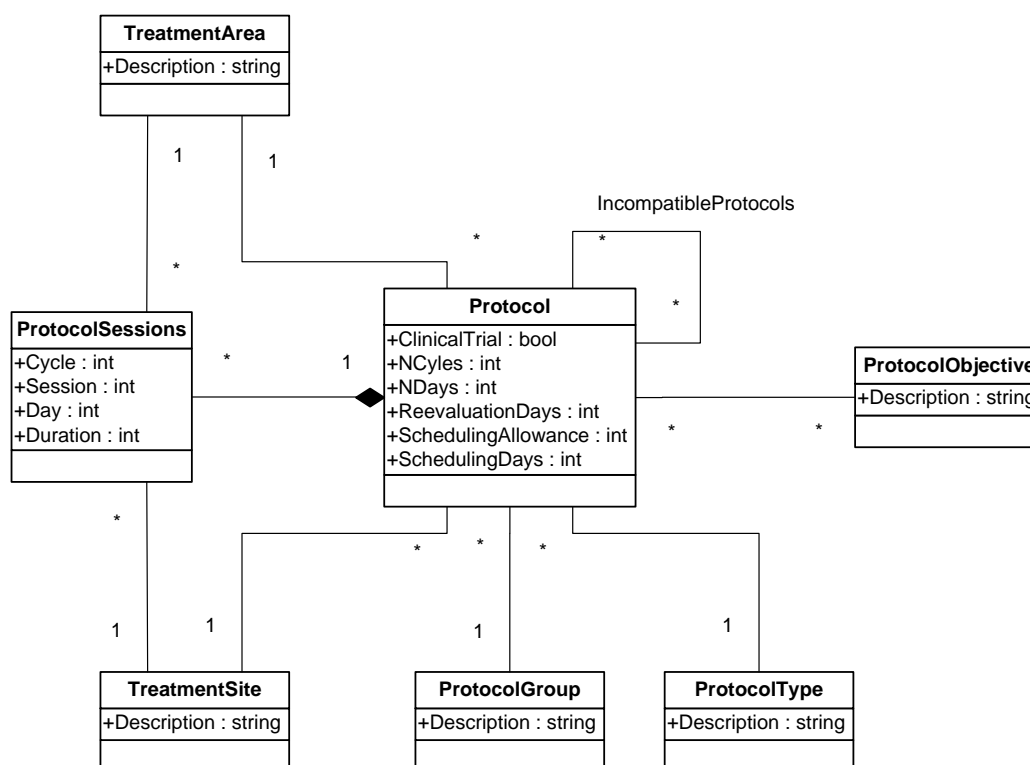 TreatmentArea
+Description : string
1
1
IncompatibleProtocols
*
*
*
*
Protocol
+ClinicalTrial : bool
+NCyles : int
+NDays : int
+ReevaluationDays : int
+SchedulingAllowance : int
+SchedulingDays : int
ProtocolSessions
+Cycle : int
+Session : int
+Day : int
+Duration : int
*
1
ProtocolObjective
+Description : string
*
*
*
*
*
*
1
1
1
1
TreatmentSite
+Description : string
ProtocolGroup
+Description : string
ProtocolType
+Description : string